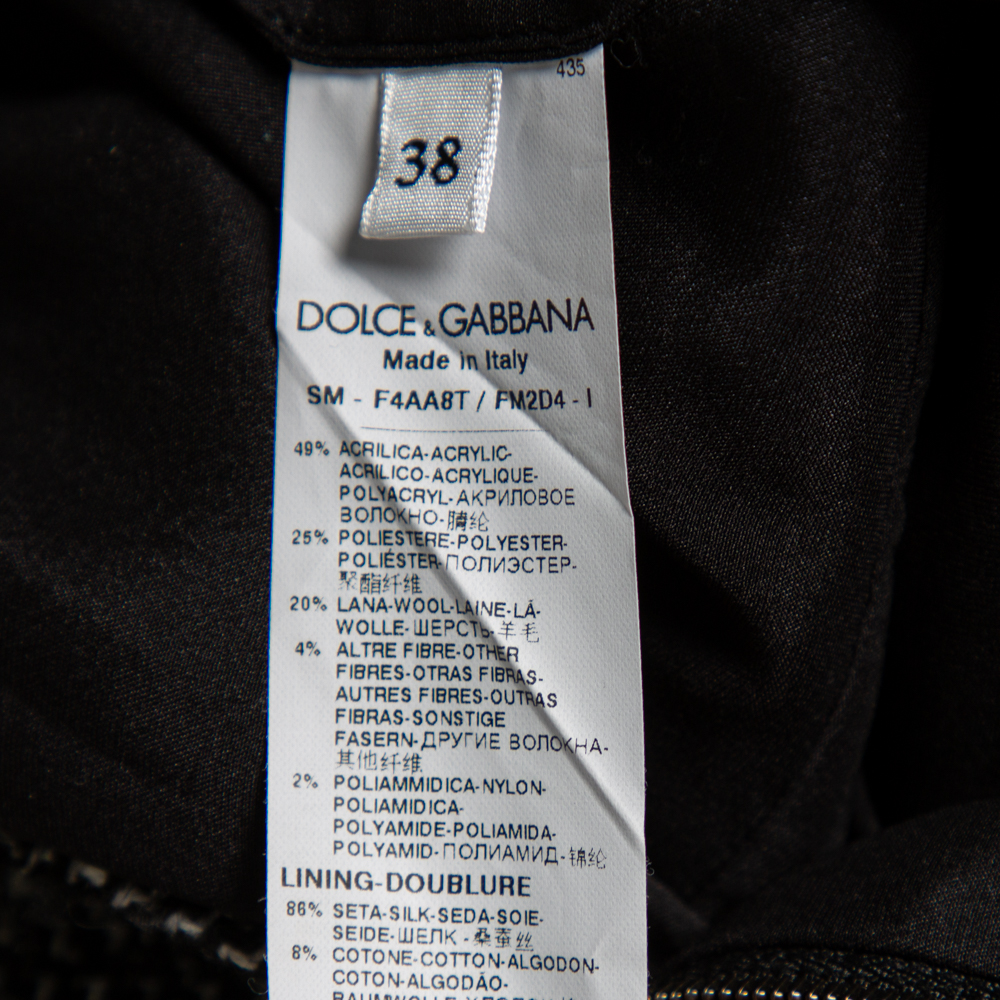 435
38
DOLCE & GABBANA
Made in Italy
SM - F4AA8T / FM2D4 - I
49% ACRILICA-ACRYLIC-
ACRILICO-ACRYLIQUE-
POLYACRYL-АКРИЛОВОЕ
ВОЛОКНО-腈纶
25% POLIESTERE-POLYESTER-
POLIÉSTER-ПОЛИЭСТЕР-
聚酯纤维
20% LANA-WOOL-LAINE-LÃ-
WOLLE-ШЕРСТЬ-羊毛
4% ALTRE FIBRE-OTHER
FIBRES-OTRAS FIBRAS-
AUTRES FIBRES-OUTRAS
FIBRAS-SONSTIGE
FASERN-ДРУГИЕ ВОЛОКНА-
其他纤维
2% POLIAMMIDICA-NYLON-
POLIAMIDICA-
POLYAMIDE-POLIAMIDA-
POLYAMID-ПОЛИАМИД-锦纶
LINING-DOUBLURE
86% SETA-SILK-SEDA-SOIE-
SEIDE-ШЕЛК -桑蚕丝
8% COTONE-COTTON-ALGODON-
COTON-ALGODÃO-